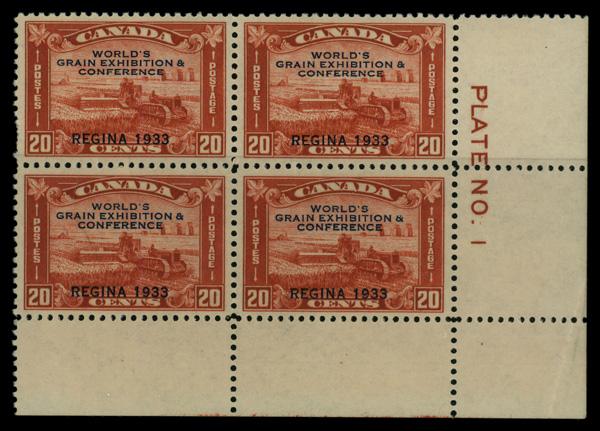 CANADA
WORLD'S
GRAIN EXHIBITION &
CONFERENCE
POSTES
POSTAGE
REGINA 1933
20 CENTS 20
CANADA
WORLD'S
GRAIN EXHIBITION &
CONFERENCE
POSTES
POSTAGE
REGINA 1933
20 CENTS 20
PLATE NO. 1
CANADA
WORLD'S
GRAIN EXHIBITION &
CONFERENCE
POSTES
POSTAGE
REGINA 1933
20 CENTS 20
CANADA
WORLD'S
GRAIN EXHIBITION &
CONFERENCE
POSTES
POSTAGE
REGINA 1933
20 CENTS 20